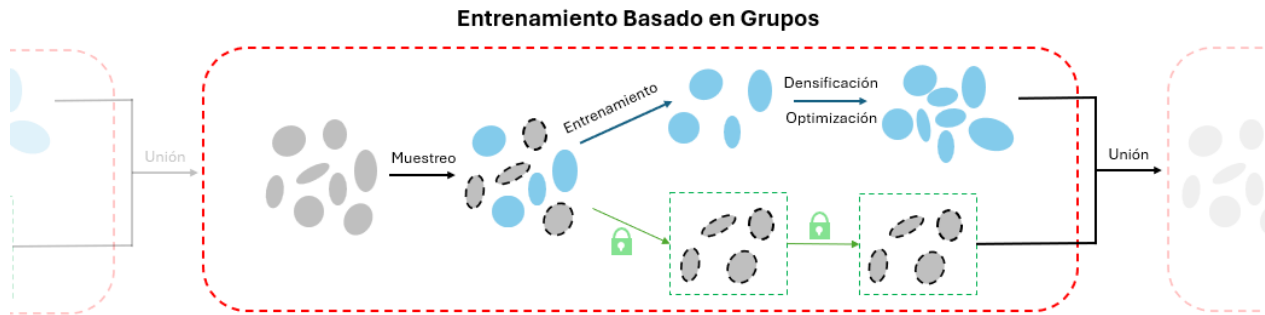 Entrenamiento Basado en Grupos
Unión
Muestreo
Entrenamiento
Densificación
Optimización
Unión